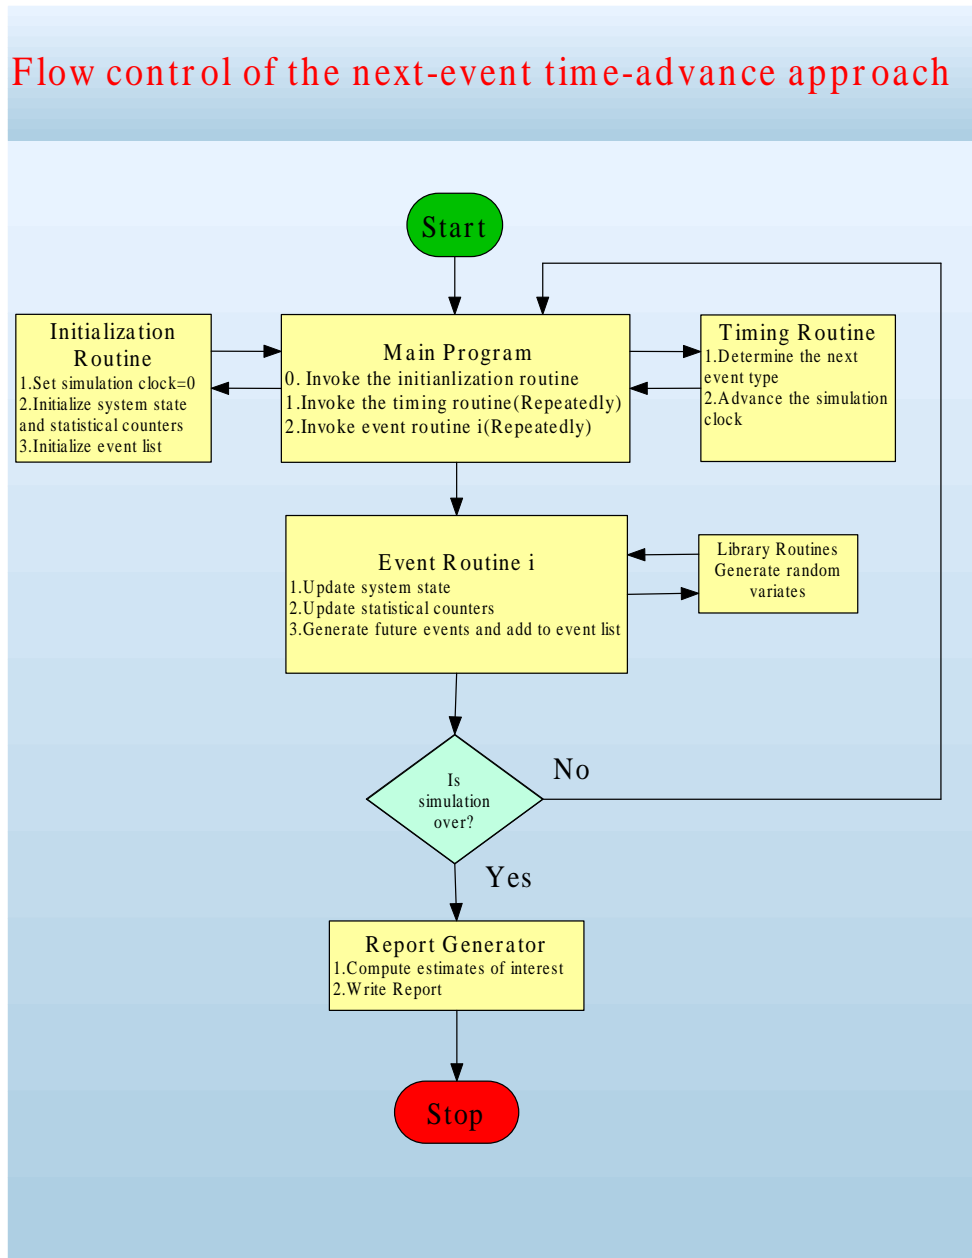 Flow control of the next-event time-advance approach
Start
Initialization
Routine
1.Set simulation clock=0
2.Initialize system state
and statistical counters
3.Initialize event list
Main Program
0. Invoke the initianlization routine
1.Invoke the timing routine(Repeatedly)
2.Invoke event routine i(Repeatedly)
Timing Routine
1.Determine the next
event type
2.Advance the simulation
clock
Event Routine i
1.Update system state
2.Update statistical counters
3.Generate future events and add to event list
Library Routines
Generate random
variates
Is
simulation
over?
No
Yes
Report Generator
1.Compute estimates of interest
2.Write Report
Stop